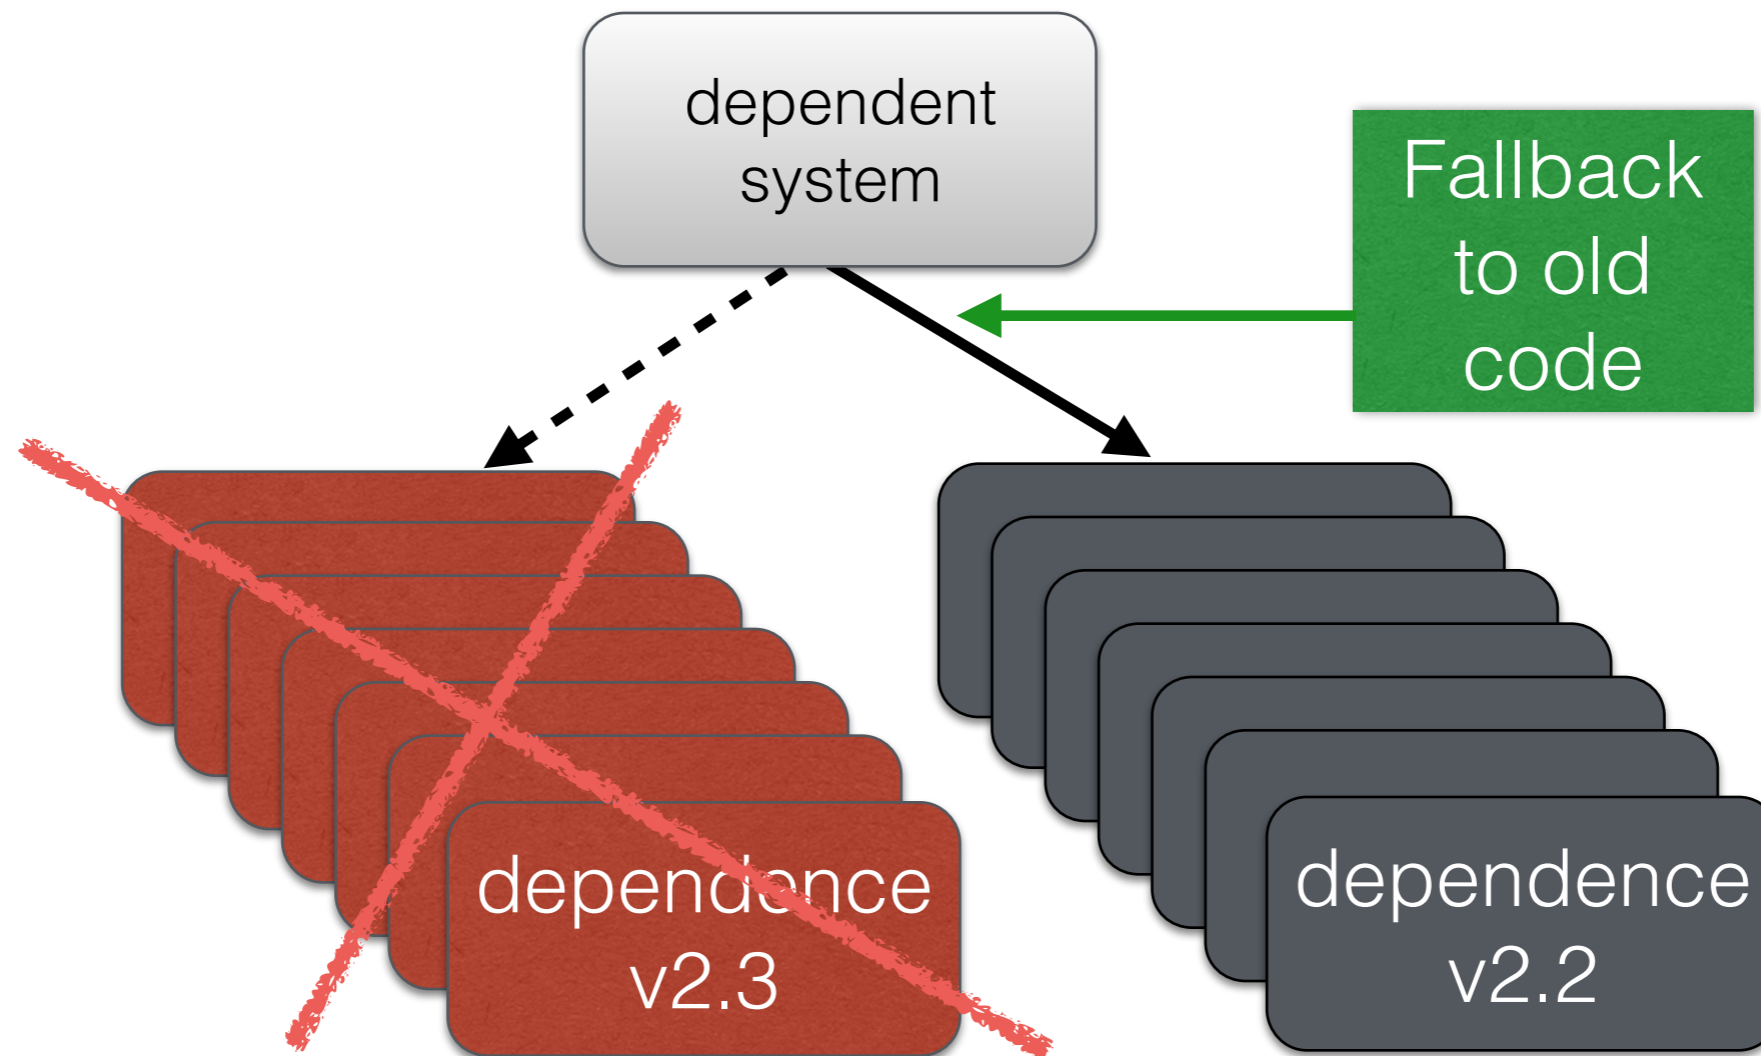 dependent
system
Fallback
to old
code
dependence
v2.3
dependence
v2.2